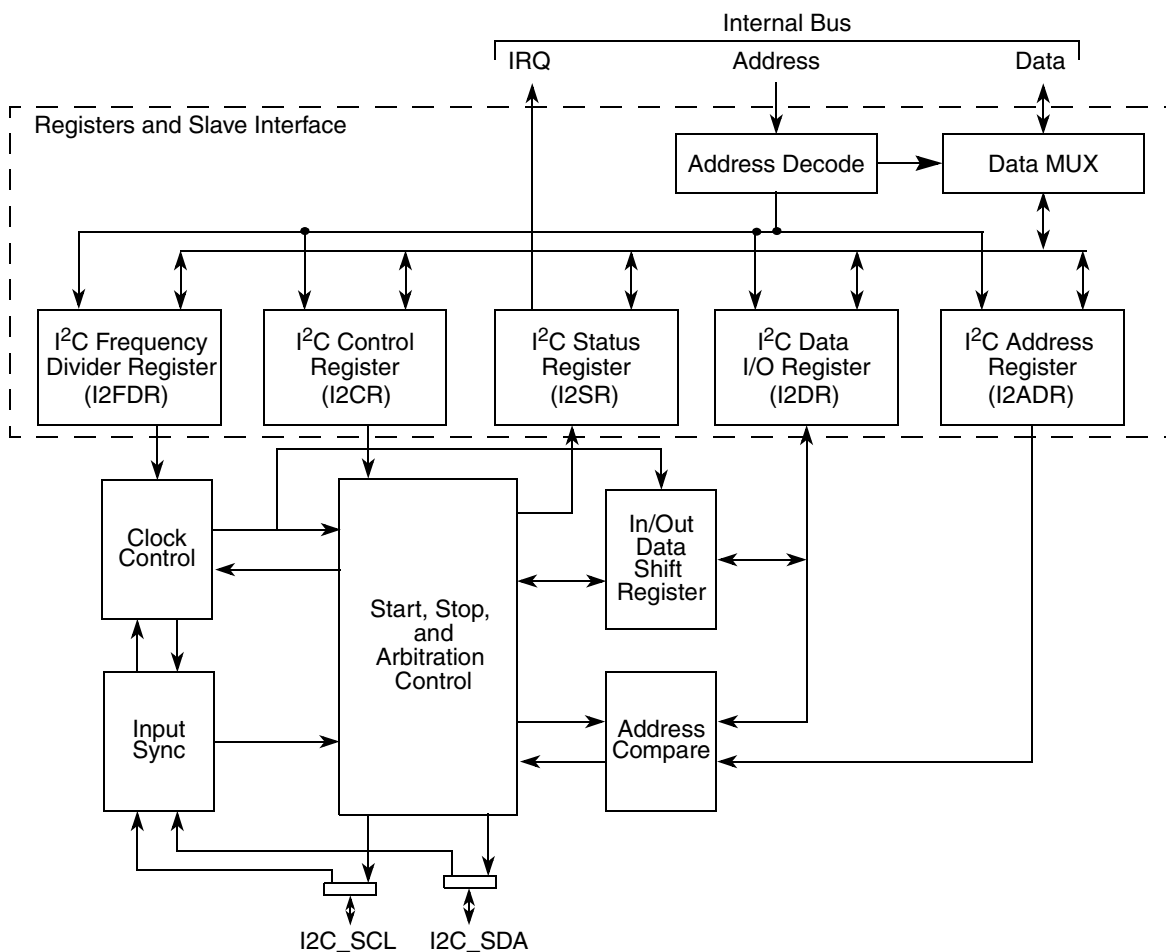 Internal Bus
IRQ
Address
Data
Registers and Slave Interface
Address Decode
Data MUX
I²C Frequency
Divider Register
(I2FDR)
I²C Control
Register
(I2CR)
I²C Status
Register
(I2SR)
I²C Data
I/O Register
(I2DR)
I²C Address
Register
(I2ADR)
Clock
Control
Start, Stop,
and
Arbitration
Control
In/Out
Data
Shift
Register
Input
Sync
Address
Compare
I2C_SCL
I2C_SDA